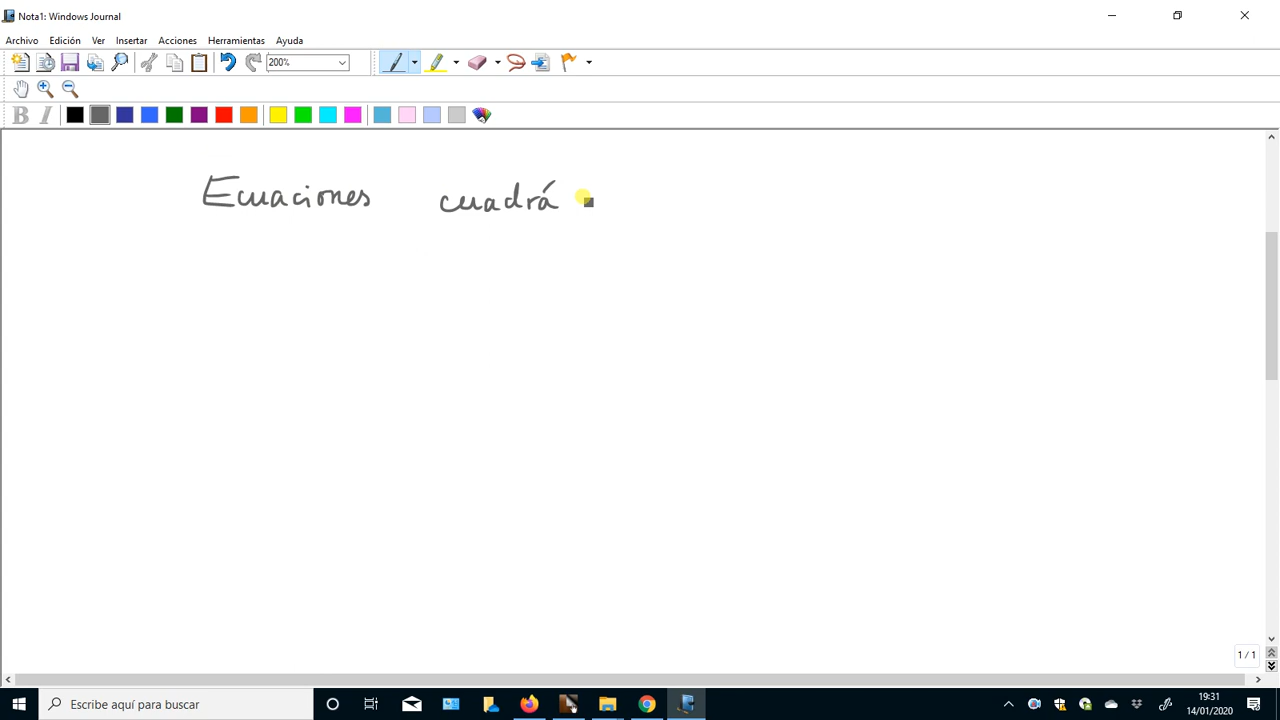 Nota1: Windows Journal
Archivo Edición Ver Insertar Acciones Herramientas Ayuda
200%
B I
Ecuaciones cuadrá
1 / 1
Escribe aquí para buscar
19:31
14/01/2020